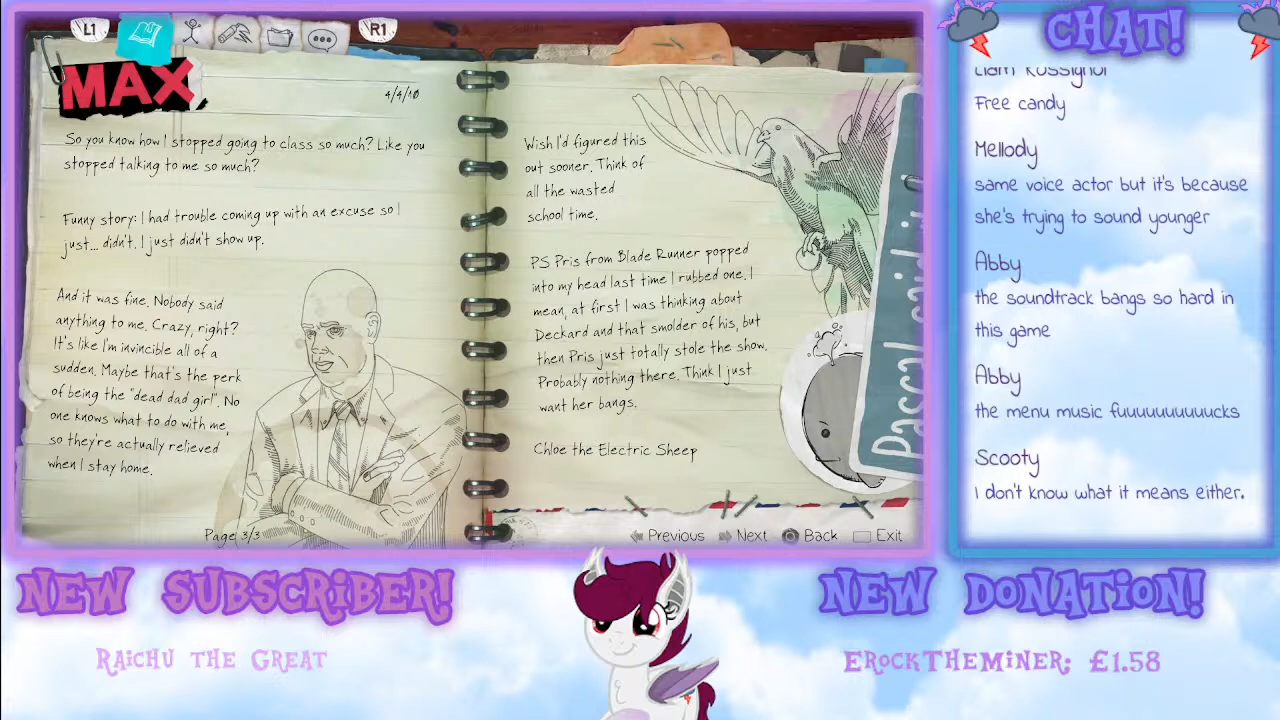 L1
R1
MAX
4/4/10
So you know how I stopped going to class so much? Like you
stopped talking to me so much?
Funny story: I had trouble coming up with an excuse so I
just... didn't. I just didn't show up.
And it was fine. Nobody said
anything to me. Crazy, right?
It's like I'm invincible all of a
sudden. Maybe that's the perk
of being the "dead dad girl". No
one knows what to do with me,
so they're actually relieved
when I stay home.
Page 3/3
Wish I'd figured this
out sooner. Think of
all the wasted
school time.
PS Pris from Blade Runner popped
into my head last time I rubbed one. I
mean, at first I was thinking about
Deckard and that smolder of his, but
then Pris just totally stole the show.
Probably nothing there. Think I just
want her bangs.
Chloe the Electric Sheep
Pascal said
Previous Next Back Exit
CHAT!
Liam Rossignol
Free candy
Mellody
same voice actor but it's because
she's trying to sound younger
Abby
the soundtrack bangs so hard in
this game
Abby
the menu music fuuuuuuuuuucks
Scooty
I don't know what it means either.
NEW SUBSCRIBER!
Raichu the Great
NEW DONATION!
ErockTheMiner: £1.58